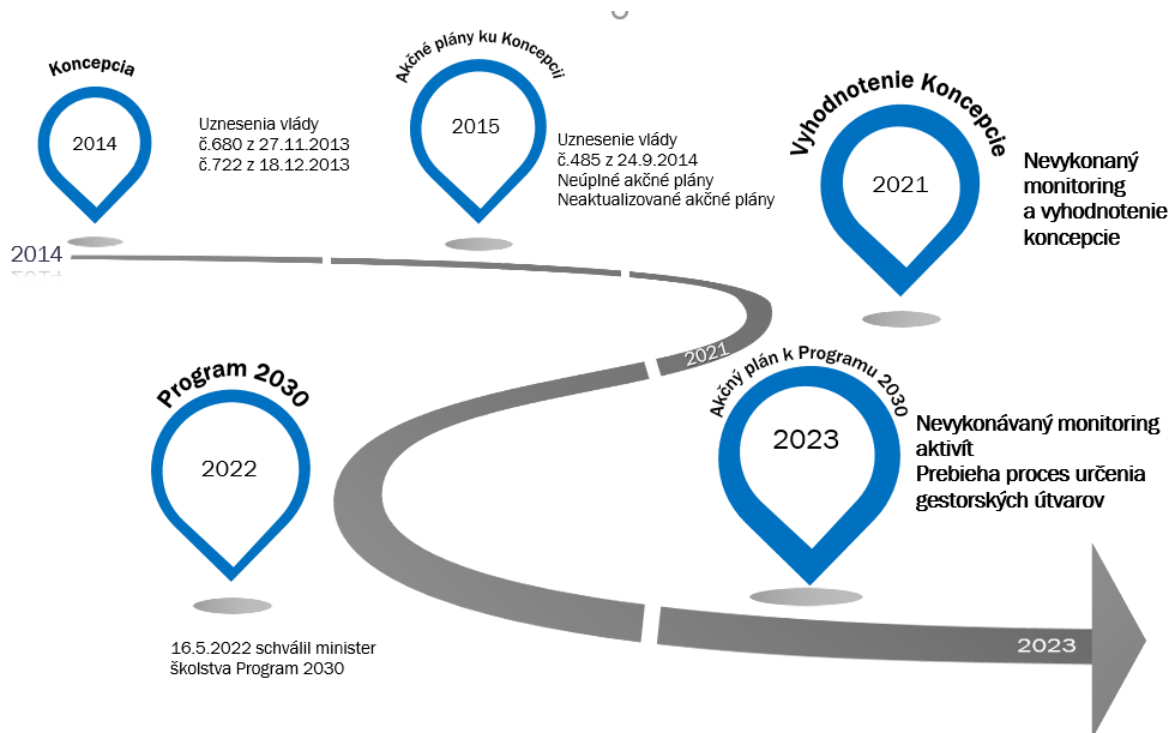 Koncepcia
2014
Uznesenia vlády
č.680 z 27.11.2013
č.722 z 18.12.2013
Akčné plány ku Koncepcii
2015
Uznesenie vlády
č.485 z 24.9.2014
Neúplné akčné plány
Neaktualizované akčné plány
Vyhodnotenie Koncepcie
2021
Nevykonaný
monitoring
a vyhodnotenie
koncepcie
2014
2021
Program 2030
2022
16.5.2022 schválil minister
školstva Program 2030
Akčný plán k Programu 2030
2023
Nevykonávaný monitoring
aktivít
Prebieha proces určenia
gestorských útvarov
2023